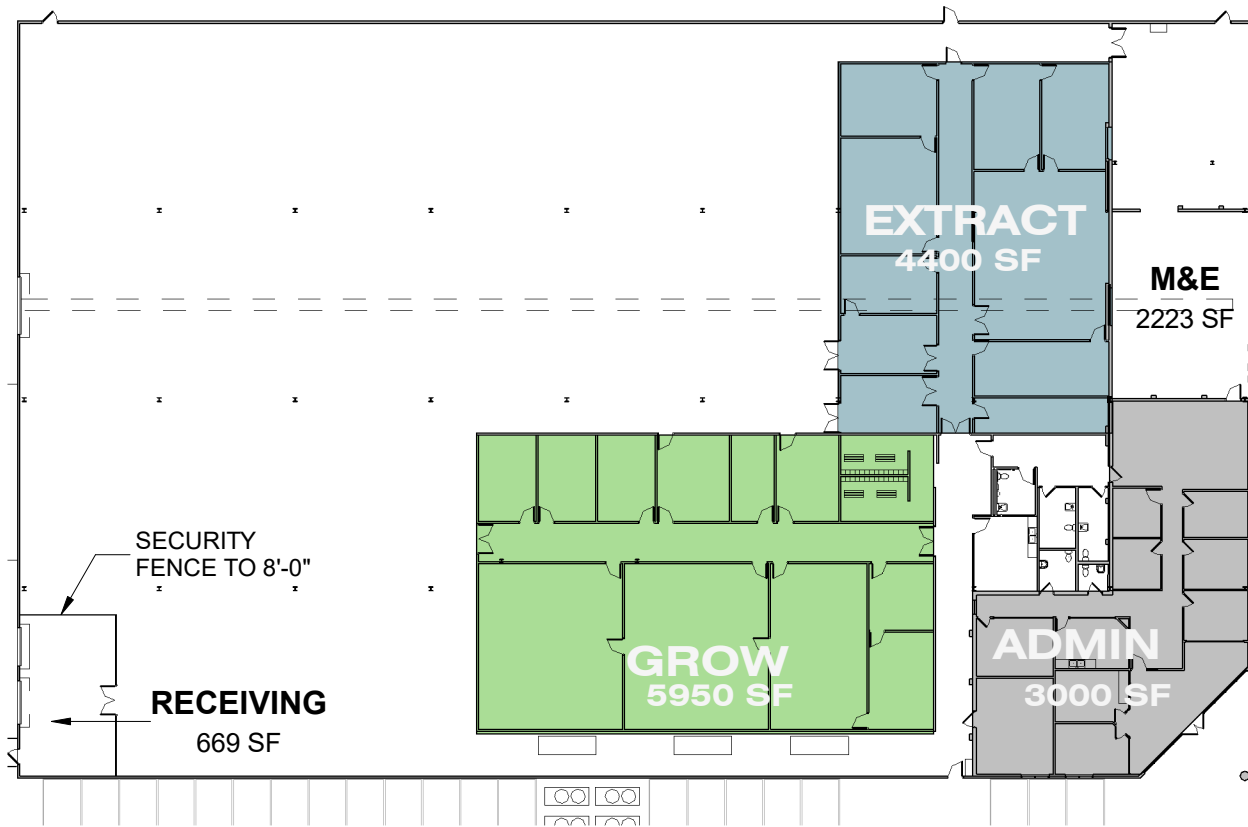 EXTRACT
4400 SF
M&E
2223 SF
SECURITY
FENCE TO 8'-0"
GROW
5950 SF
ADMIN
3000 SF
RECEIVING
669 SF